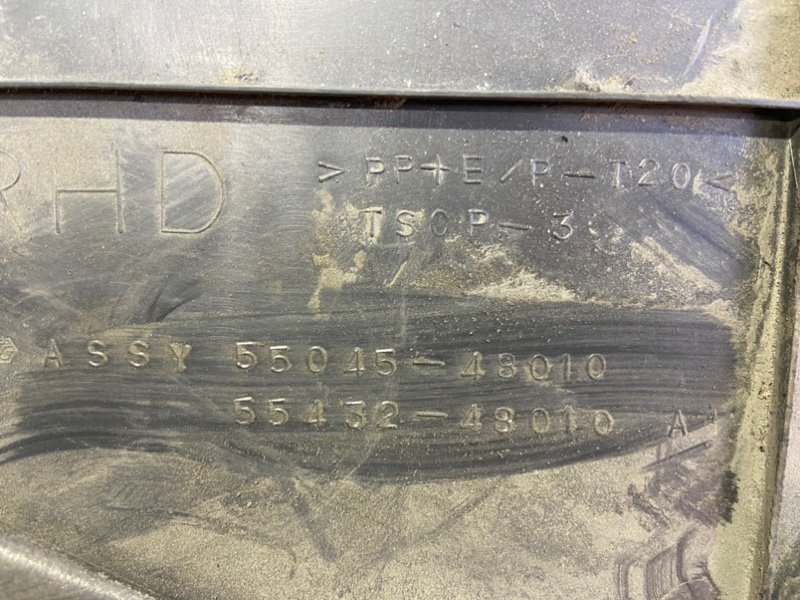 RHD
>PP+E/P-T20<
TSOP-3
ASSY 55045-48010
55432-48010 A